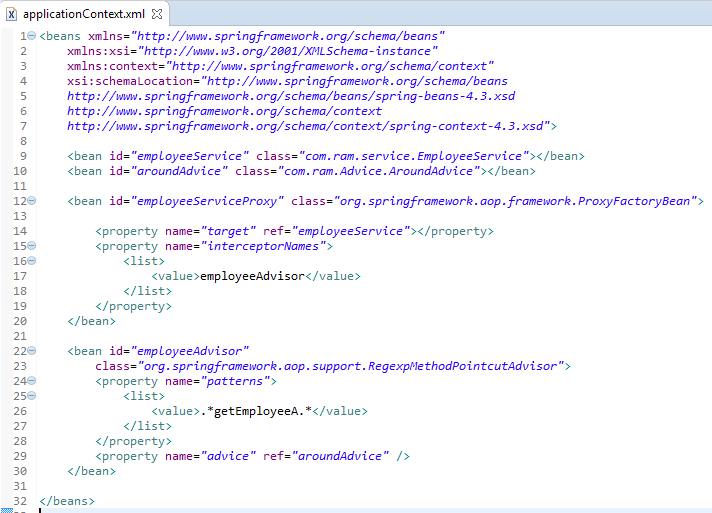 applicationContext.xml
1 <beans xmlns="http://www.springframework.org/schema/beans"
2     xmlns:xsi="http://www.w3.org/2001/XMLSchema-instance"
3     xmlns:context="http://www.springframework.org/schema/context"
4     xsi:schemaLocation="http://www.springframework.org/schema/beans
5     http://www.springframework.org/schema/beans/spring-beans-4.3.xsd
6     http://www.springframework.org/schema/context
7     http://www.springframework.org/schema/context/spring-context-4.3.xsd">
8
9     <bean id="employeeService" class="com.ram.service.EmployeeService"></bean>
10     <bean id="aroundAdvice" class="com.ram.Advice.AroundAdvice"></bean>
11
12     <bean id="employeeServiceProxy" class="org.springframework.aop.framework.ProxyFactoryBean">
13
14         <property name="target" ref="employeeService"></property>
15         <property name="interceptorNames">
16             <list>
17                 <value>employeeAdvisor</value>
18             </list>
19         </property>
20     </bean>
21
22     <bean id="employeeAdvisor"
23         class="org.springframework.aop.support.RegexpMethodPointcutAdvisor">
24         <property name="patterns">
25             <list>
26                 <value>.*getEmployeeA.*</value>
27             </list>
28         </property>
29         <property name="advice" ref="aroundAdvice" />
30     </bean>
31
32 </beans>